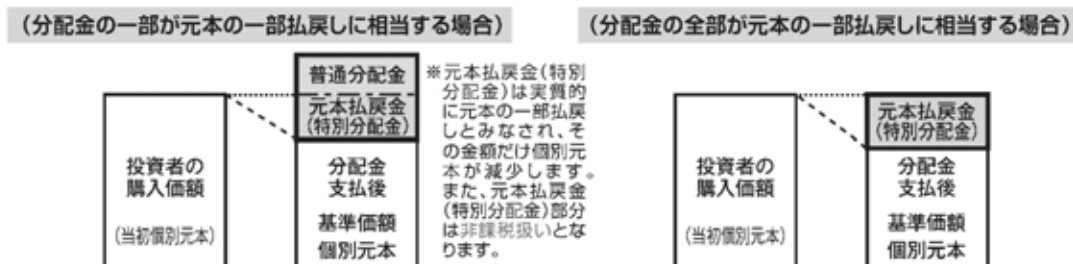 (分配金の一部が元本の一部払戻しに相当する場合)
普通分配金
元本払戻金
(特別分配金)
投資者の
購入価額
(当初個別元本)
分配金
支払後
基準価額
個別元本
※元本払戻金(特別
分配金)は実質的
に元本の一部払戻
しとみなされ、そ
の金額だけ個別元
本が減少します。
また、元本払戻金
(特別分配金)部分
は非課税扱いとな
ります。
(分配金の全部が元本の一部払戻しに相当する場合)
元本払戻金
(特別分配金)
投資者の
購入価額
(当初個別元本)
分配金
支払後
基準価額
個別元本